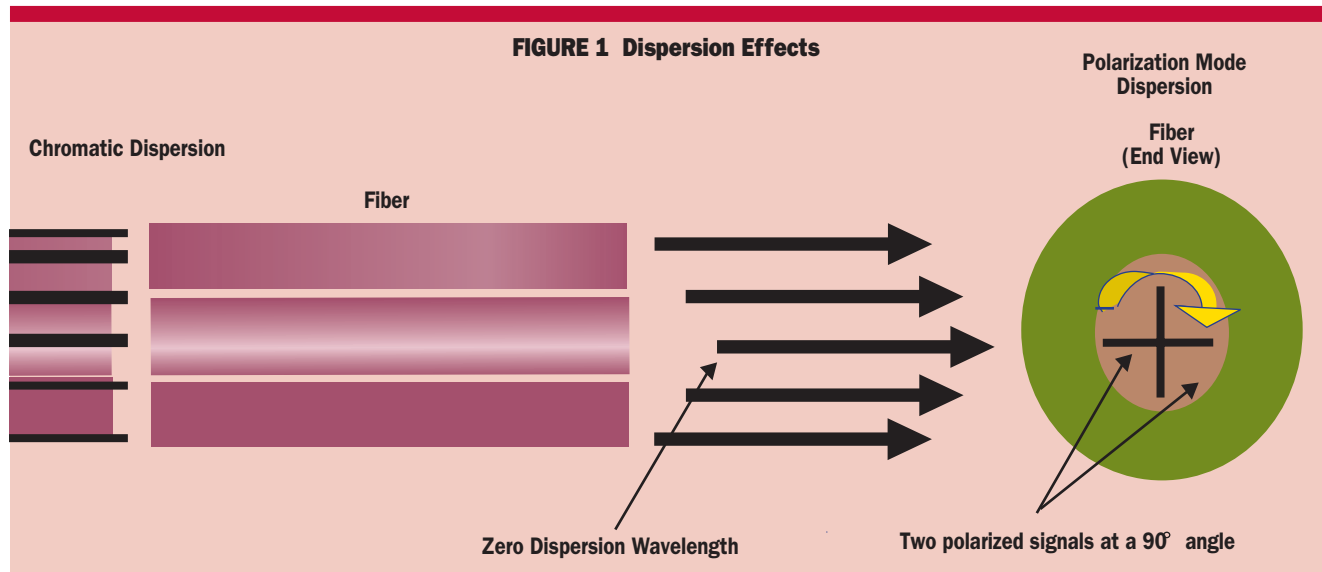 FIGURE 1 Dispersion Effects
Polarization Mode
Dispersion
Chromatic Dispersion
Fiber
(End View)
Fiber
Zero Dispersion Wavelength
Two polarized signals at a 90° angle